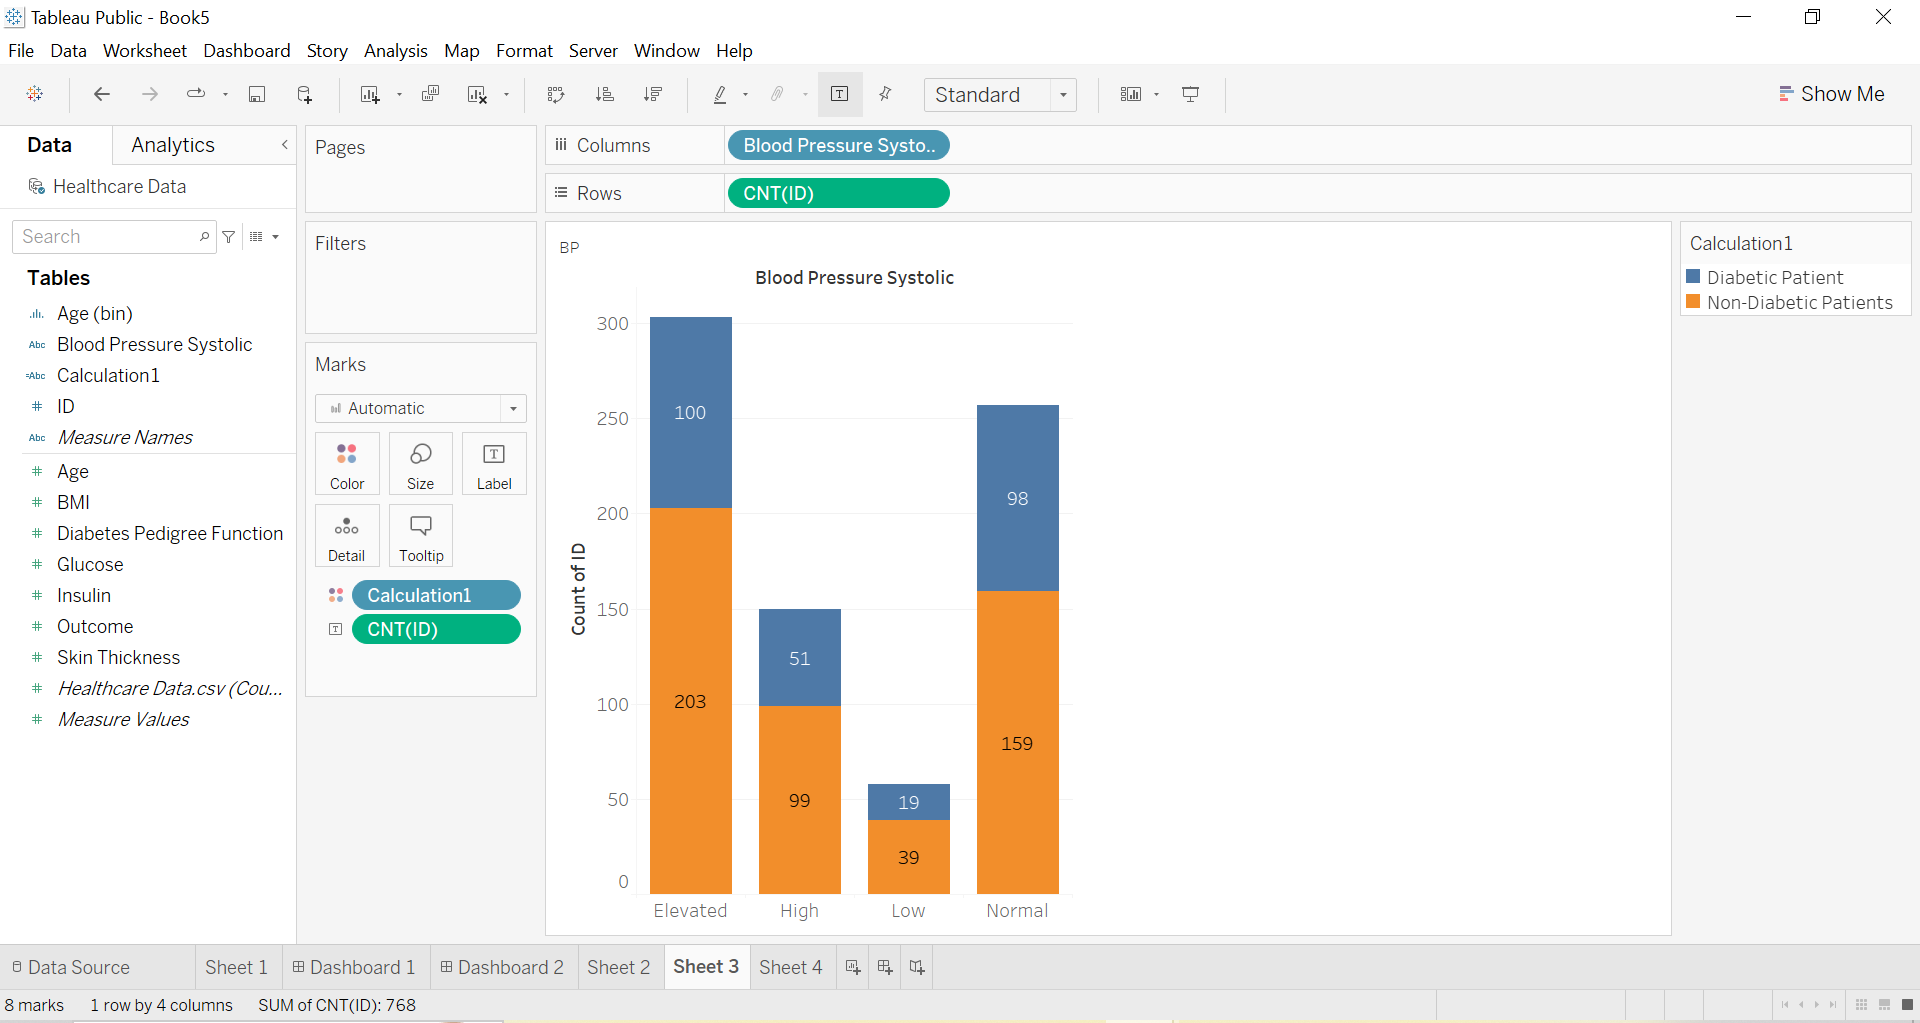 Tableau Public - Book5
File Data Worksheet Dashboard Story Analysis Map Format Server Window Help
Standard
Show Me
Data Analytics
Healthcare Data
Search
Tables
Age (bin)
Abc Blood Pressure Systolic
=Abc Calculation1
# ID
Abc Measure Names
# Age
# BMI
# Diabetes Pedigree Function
# Glucose
# Insulin
# Outcome
# Skin Thickness
# Healthcare Data.csv (Cou...
# Measure Values
Pages
Filters
Marks
Automatic
T
Color Size Label
Detail Tooltip
Calculation1
T CNT(ID)
Columns Blood Pressure Systo..
Rows CNT(ID)
BP
Blood Pressure Systolic
Count of ID
300
250
200
150
100
50
0
100
203
51
99
19
39
98
159
Elevated High Low Normal
Calculation1
Diabetic Patient
Non-Diabetic Patients
Data Source Sheet 1 Dashboard 1 Dashboard 2 Sheet 2 Sheet 3 Sheet 4
8 marks 1 row by 4 columns SUM of CNT(ID): 768